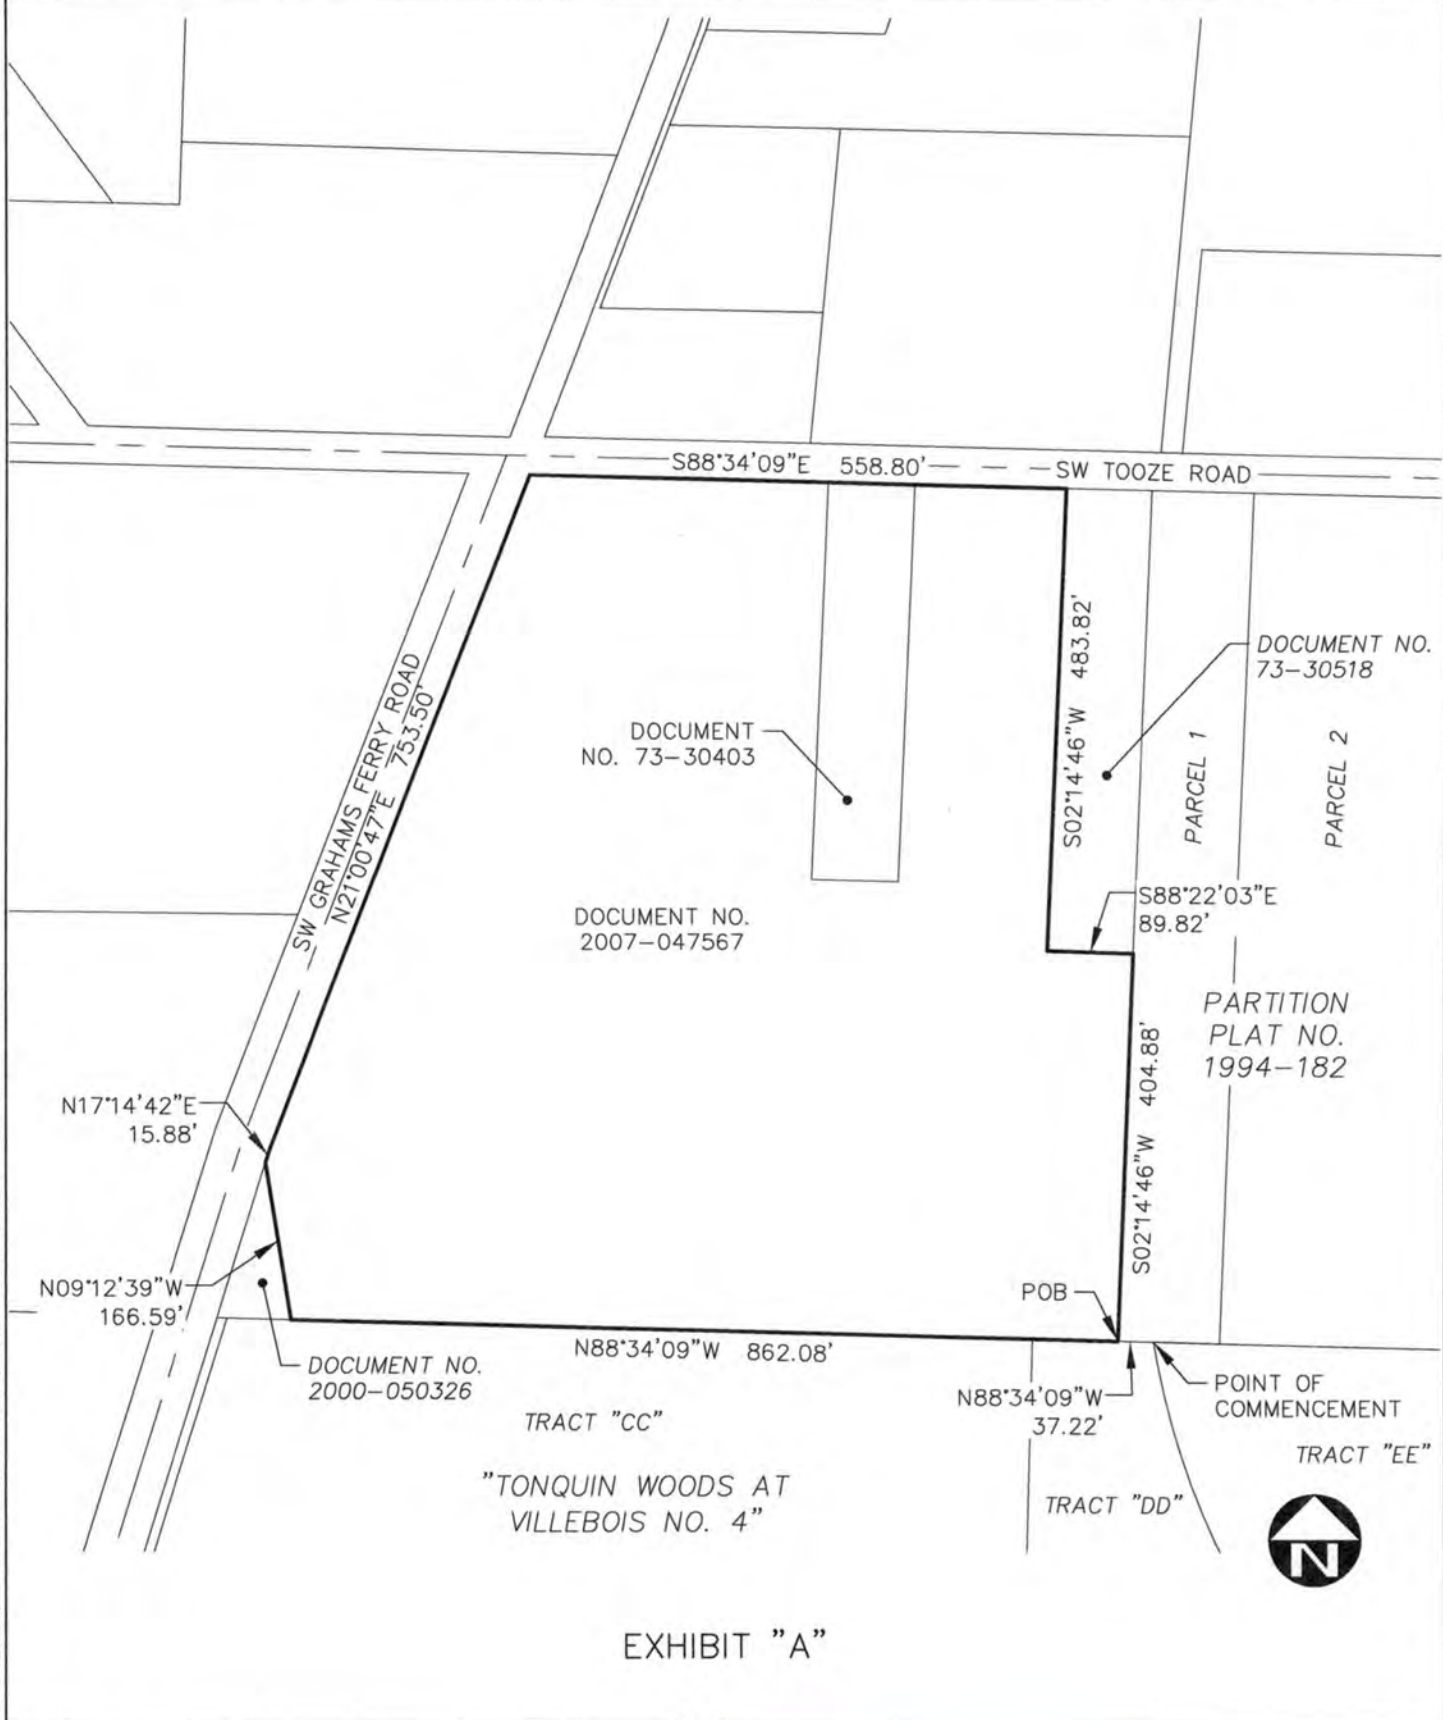 S88°34'09"E 558.80'
SW TOOZE ROAD
SW GRAHAMS FERRY ROAD
N21°00'47"E 753.50'
S02°14'46"W 483.82'
DOCUMENT NO.
73-30518
DOCUMENT
NO. 73-30403
PARCEL 1
PARCEL 2
S88°22'03"E
89.82'
DOCUMENT NO.
2007-047567
PARTITION
PLAT NO.
1994-182
S02°14'46"W 404.88'
N17°14'42"E
15.88'
N09°12'39"W
166.59'
POB
N88°34'09"W 862.08'
DOCUMENT NO.
2000-050326
N88°34'09"W
37.22'
POINT OF
COMMENCEMENT
TRACT "CC"
TRACT "EE"
"TONQUIN WOODS AT
VILLEBOIS NO. 4"
TRACT "DD"
N
EXHIBIT "A"